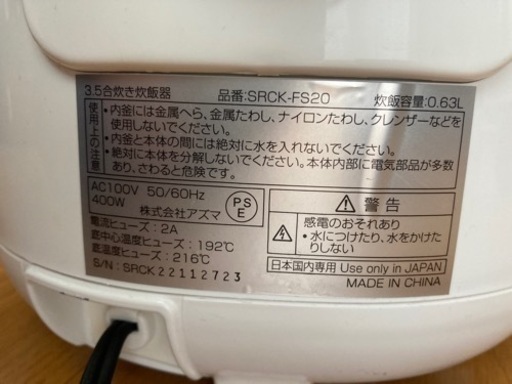 3.5合炊き炊飯器 品番:SRCK-FS20 炊飯容量:0.63L
使用上の注意
・内釜には金属へら、金属たわし、ナイロンたわし、クレンザーなどを
使用しないでください。
・内釜と本体の間には絶対に水を入れないでください。
・絶対に本体を分解しないでください。本体内部に電気部品が多数
あり、さわると危険です。
AC100V 50/60Hz
400W 株式会社アズマ
PS
E
電流ヒューズ:2A
底中心温度ヒューズ:192℃
底温度ヒューズ:216℃
S/N: SRCK22112723
警告
感電のおそれあり
・水につけたり、水をかけた
りしない
日本国内専用 Use only in JAPAN
MADE IN CHINA